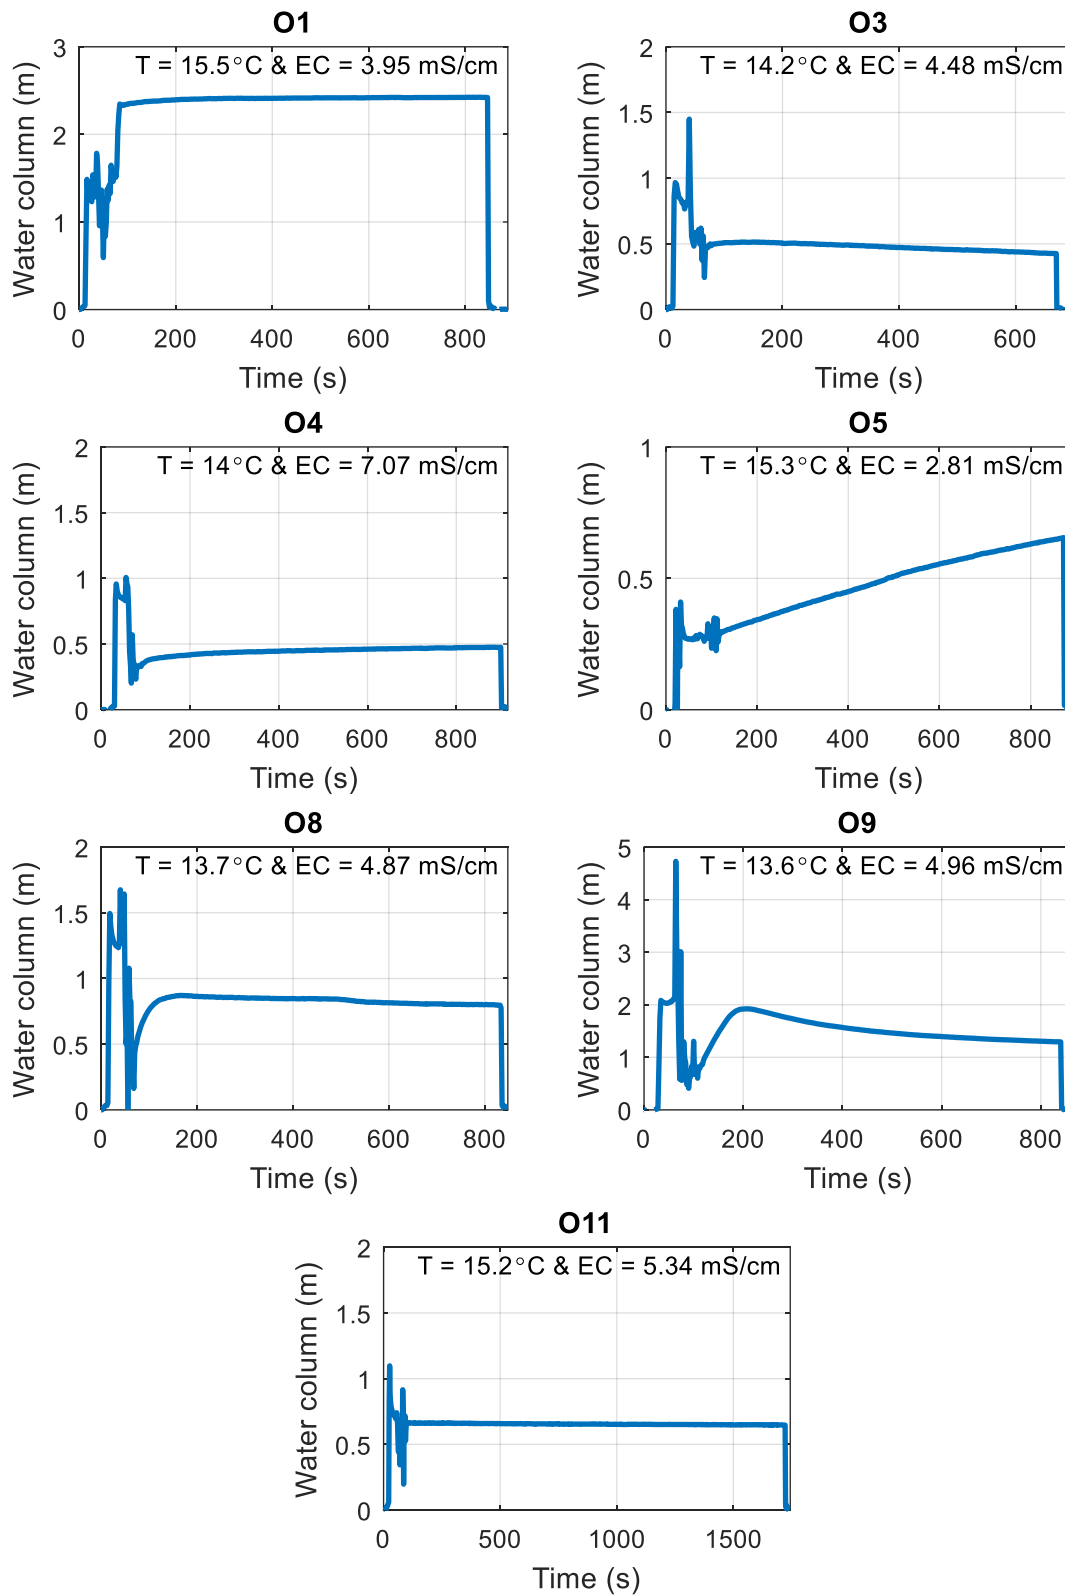 O1
T = 15.5°C & EC = 3.95 mS/cm
Water column (m)
3
2
1
0
0 200 400 600 800
Time (s)
O3
T = 14.2°C & EC = 4.48 mS/cm
Water column (m)
2
1.5
1
0.5
0
0 200 400 600
Time (s)
O4
T = 14°C & EC = 7.07 mS/cm
Water column (m)
2
1.5
1
0.5
0
0 200 400 600 800
Time (s)
O5
T = 15.3°C & EC = 2.81 mS/cm
Water column (m)
1
0.5
0
0 200 400 600 800
Time (s)
O8
T = 13.7°C & EC = 4.87 mS/cm
Water column (m)
2
1.5
1
0.5
0
0 200 400 600 800
Time (s)
O9
T = 13.6°C & EC = 4.96 mS/cm
Water column (m)
5
4
3
2
1
0
0 200 400 600 800
Time (s)
O11
T = 15.2°C & EC = 5.34 mS/cm
Water column (m)
2
1.5
1
0.5
0
0 500 1000 1500
Time (s)